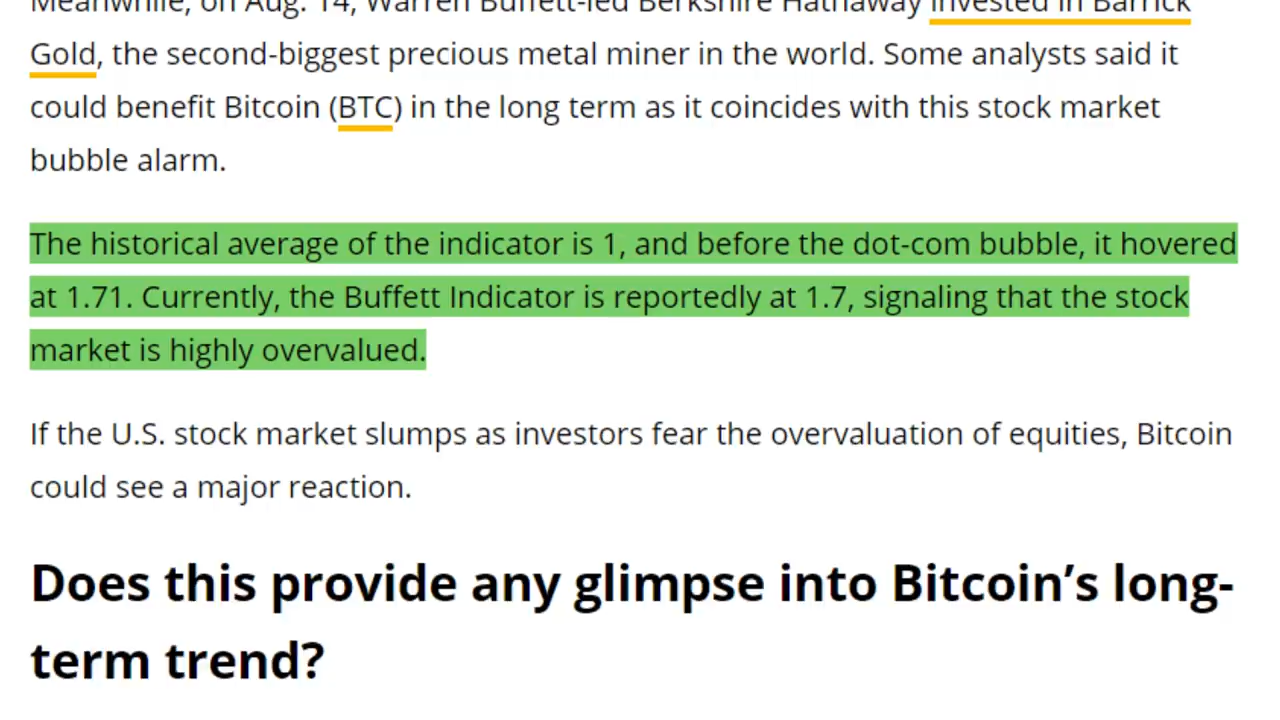 Meanwhile, on Aug. 14, Warren Buffett-led Berkshire Hathaway invested in Barrick
Gold, the second-biggest precious metal miner in the world. Some analysts said it
could benefit Bitcoin (BTC) in the long term as it coincides with this stock market
bubble alarm.
The historical average of the indicator is 1, and before the dot-com bubble, it hovered
at 1.71. Currently, the Buffett Indicator is reportedly at 1.7, signaling that the stock
market is highly overvalued.
If the U.S. stock market slumps as investors fear the overvaluation of equities, Bitcoin
could see a major reaction.
Does this provide any glimpse into Bitcoin’s long-
term trend?